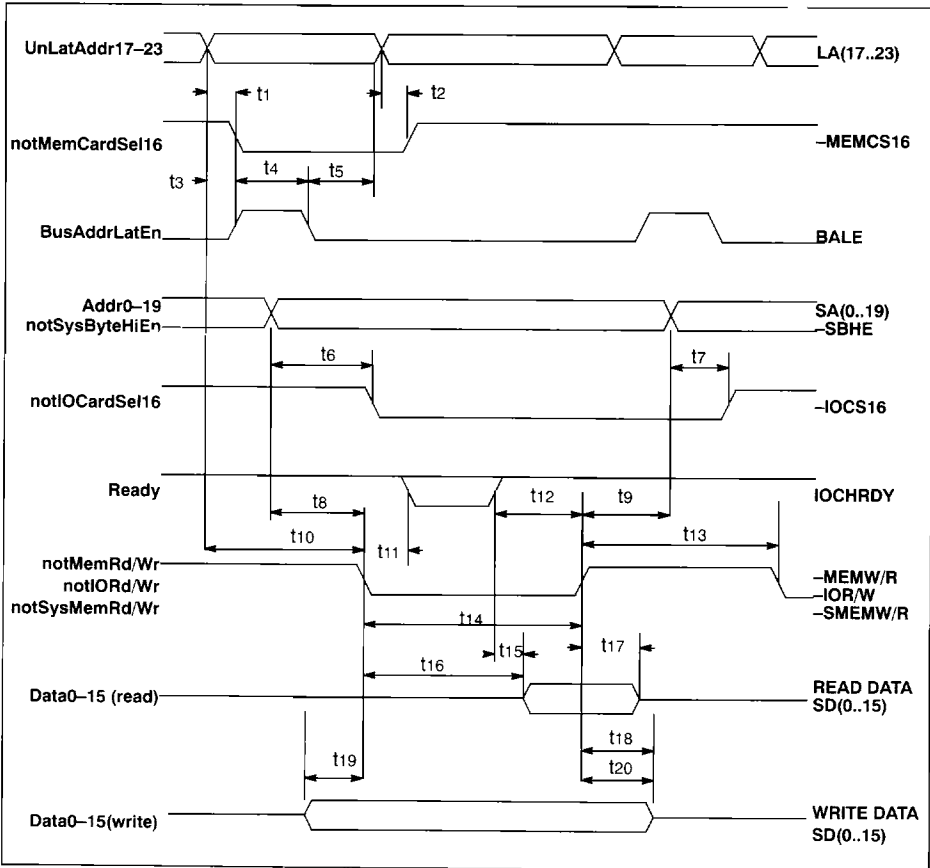 UnLatAddr17–23 LA(17..23)
t1 t2
notMemCardSel16 –MEMCS16
t3 t4 t5
BusAddrLatEn BALE
Addr0–19 SA(0..19)
notSysByteHiEn –SBHE
t6 t7
notIOCardSel16 –IOCS16
Ready IOCHRDY
t8 t12 t9
t10 t11 t13
notMemRd/Wr –MEMW/R
notIORd/Wr –IOR/W
notSysMemRd/Wr –SMEMW/R
t14
t16 t15 t17
Data0–15 (read) READ DATA
SD(0..15)
t18
t19 t20
Data0–15(write) WRITE DATA
SD(0..15)